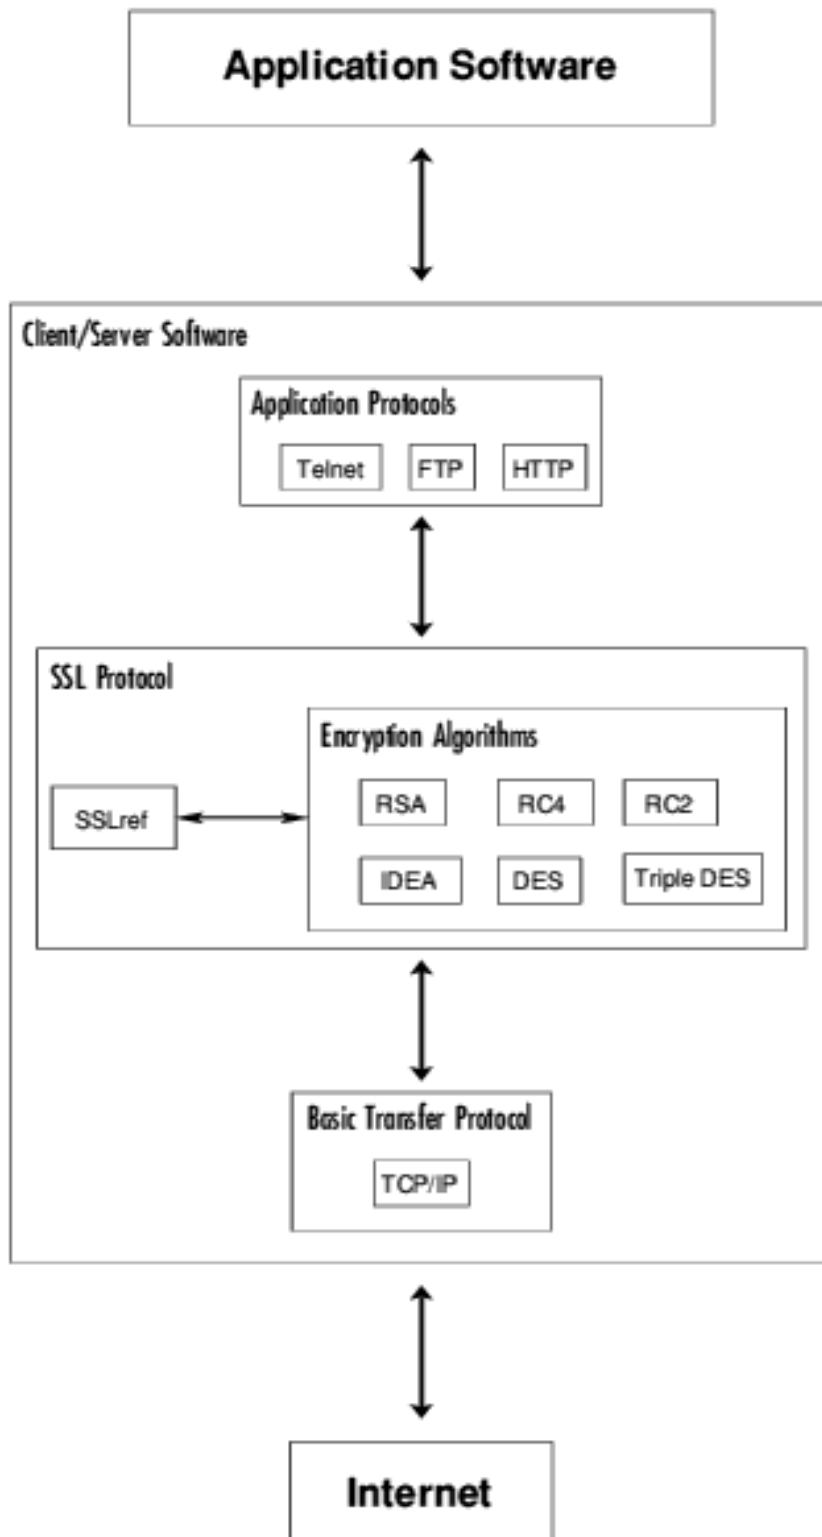 Application Software
Client/Server Software
Application Protocols
Telnet FTP HTTP
SSL Protocol
Encryption Algorithms
SSLref
RSA RC4 RC2
IDEA DES Triple DES
Basic Transfer Protocol
TCP/IP
Internet